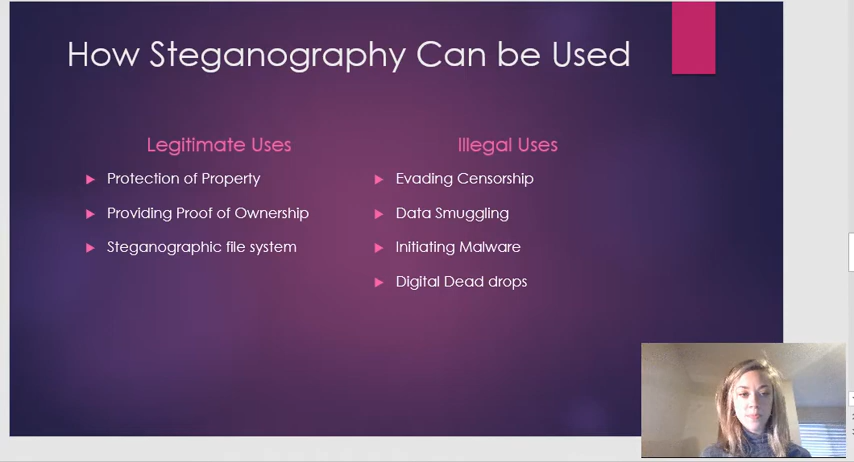 How Steganography Can be Used
Legitimate Uses
Protection of Property
Providing Proof of Ownership
Steganographic file system
Illegal Uses
Evading Censorship
Data Smuggling
Initiating Malware
Digital Dead drops